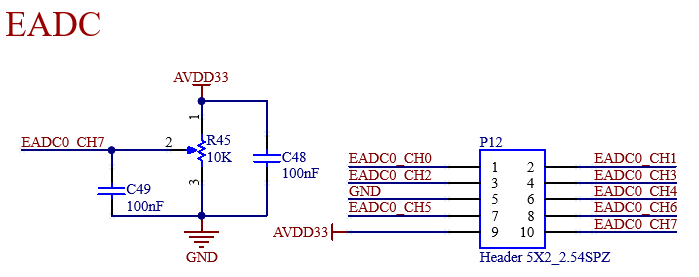 EADC
AVDD33
1
EADC0_CH7
2
R45
10K
3
C48
100nF
C49
100nF
GND
P12
EADC0_CH0 1 2 EADC0_CH1
EADC0_CH2 3 4 EADC0_CH3
GND 5 6 EADC0_CH4
EADC0_CH5 7 8 EADC0_CH6
AVDD33 9 10 EADC0_CH7
Header 5X2_2.54SPZ